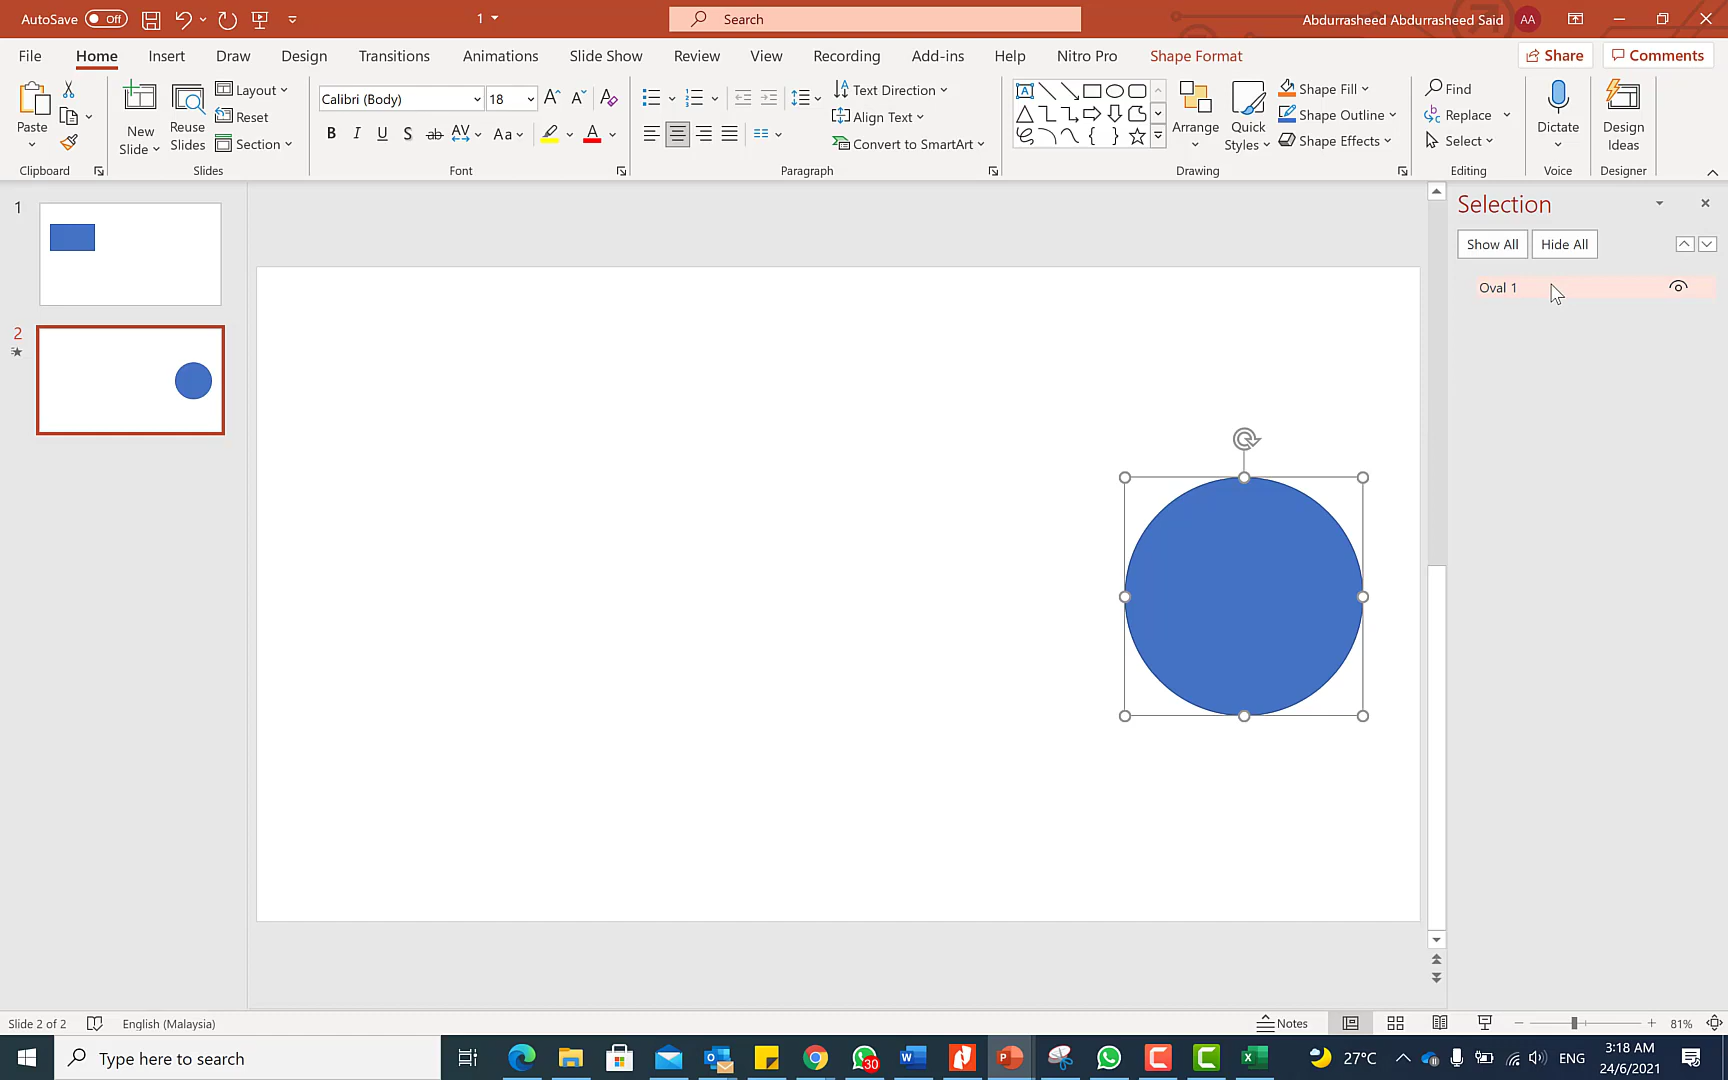 AutoSave Off 1 Search Abdurrasheed Abdurrasheed Said AA
File Home Insert Draw Design Transitions Animations Slide Show Review View Recording Add-ins Help Nitro Pro Shape Format Share Comments
Paste
New Slide
Reuse Slides
Layout
Reset
Section
Calibri (Body) 18
B I U S ab AV Aa A
Text Direction
Align Text
Convert to SmartArt
Arrange
Quick Styles
Shape Fill
Shape Outline
Shape Effects
Find
Replace
Select
Dictate
Design Ideas
Clipboard Slides Font Paragraph Drawing Editing Voice Designer
1
2
Selection
Show All Hide All
Oval 1
Slide 2 of 2 English (Malaysia) Notes 81%
Type here to search 30 27°C ENG 3:18 AM
24/6/2021